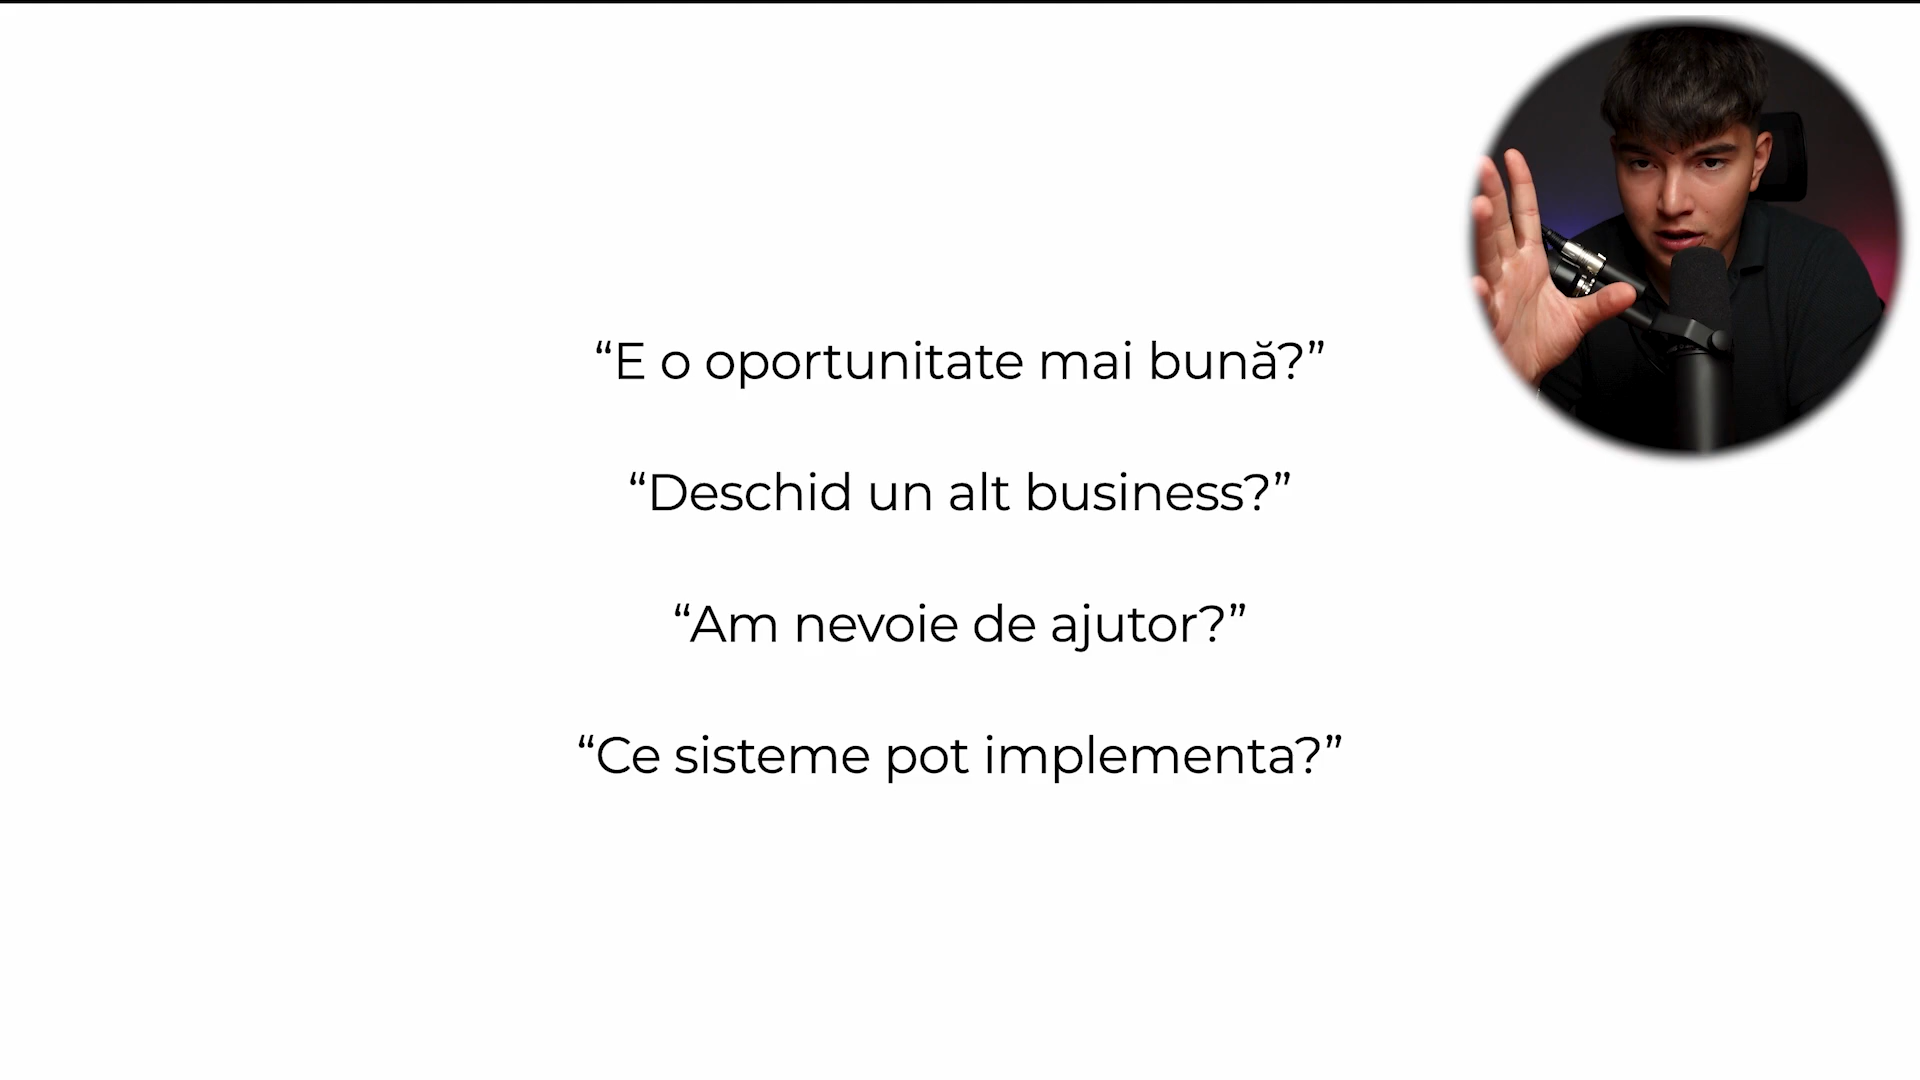 “E o oportunitate mai bună?”
“Deschid un alt business?”
“Am nevoie de ajutor?”
“Ce sisteme pot implementa?”